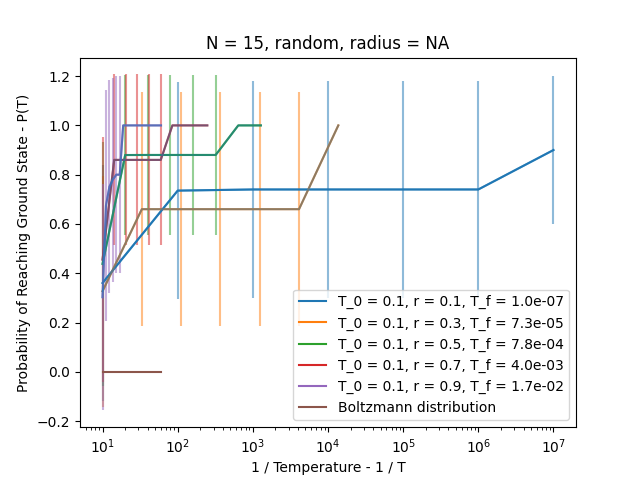 N = 15, random, radius = NA
Probability of Reaching Ground State - P(T)
1.2
1.0
0.8
0.6
0.4
0.2
0.0
−0.2
T_0 = 0.1, r = 0.1, T_f = 1.0e-07
T_0 = 0.1, r = 0.3, T_f = 7.3e-05
T_0 = 0.1, r = 0.5, T_f = 7.8e-04
T_0 = 0.1, r = 0.7, T_f = 4.0e-03
T_0 = 0.1, r = 0.9, T_f = 1.7e-02
Boltzmann distribution
10¹ 10² 10³ 10⁴ 10⁵ 10⁶ 10⁷
1 / Temperature - 1 / T